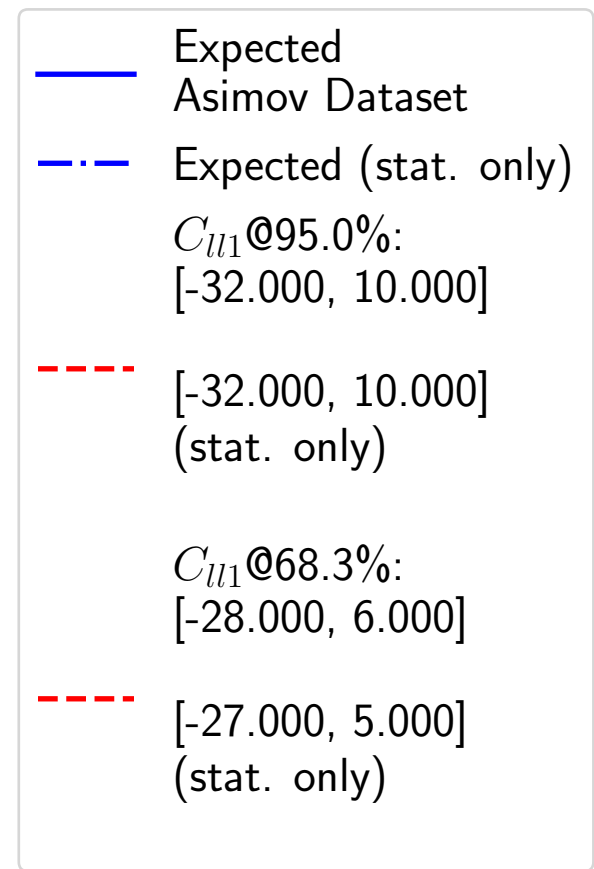 Expected
Asimov Dataset
Expected (stat. only)
$C_{ll1}$@95.0%:
[-32.000, 10.000]
[-32.000, 10.000]
(stat. only)
$C_{ll1}$@68.3%:
[-28.000, 6.000]
[-27.000, 5.000]
(stat. only)